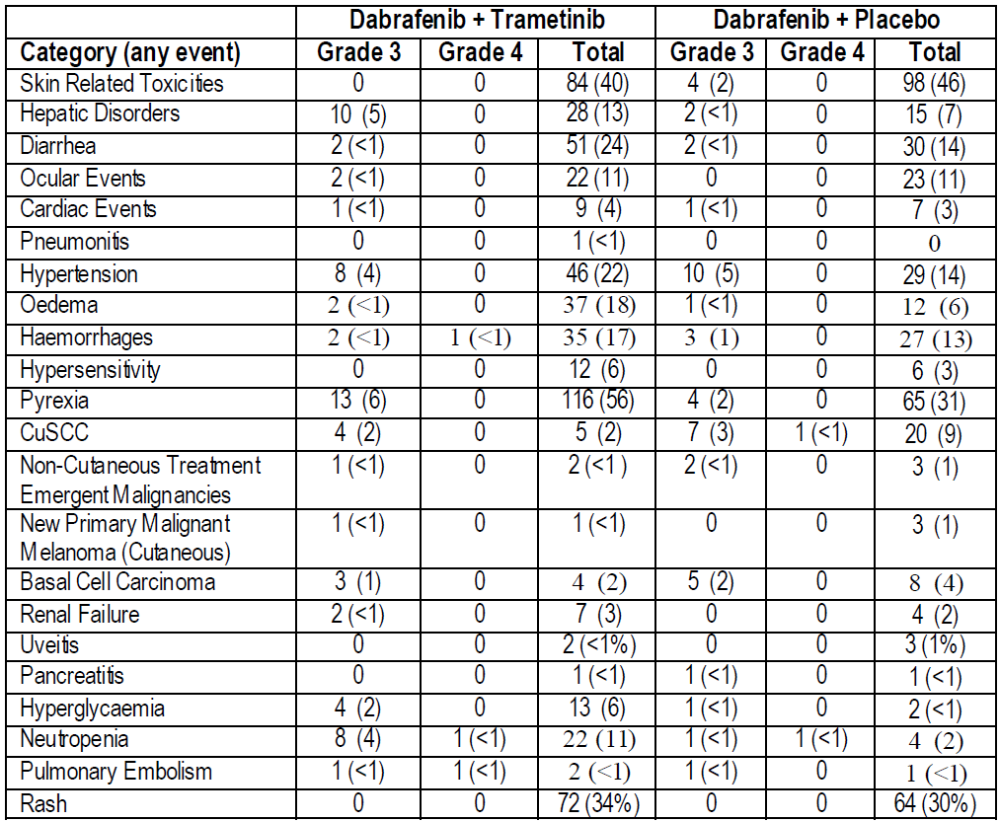 Dabrafenib + Trametinib Dabrafenib + Placebo
Category (any event) Grade 3 Grade 4 Total Grade 3 Grade 4 Total
Skin Related Toxicities 0 0 84 (40) 4 (2) 0 98 (46)
Hepatic Disorders 10 (5) 0 28 (13) 2 (<1) 0 15 (7)
Diarrhea 2 (<1) 0 51 (24) 2 (<1) 0 30 (14)
Ocular Events 2 (<1) 0 22 (11) 0 0 23 (11)
Cardiac Events 1 (<1) 0 9 (4) 1 (<1) 0 7 (3)
Pneumonitis 0 0 1 (<1) 0 0 0
Hypertension 8 (4) 0 46 (22) 10 (5) 0 29 (14)
Oedema 2 (<1) 0 37 (18) 1 (<1) 0 12 (6)
Haemorrhages 2 (<1) 1 (<1) 35 (17) 3 (1) 0 27 (13)
Hypersensitivity 0 0 12 (6) 0 0 6 (3)
Pyrexia 13 (6) 0 116 (56) 4 (2) 0 65 (31)
CuSCC 4 (2) 0 5 (2) 7 (3) 1 (<1) 20 (9)
Non-Cutaneous Treatment 1 (<1) 0 2 (<1) 2 (<1) 0 3 (1)
Emergent Malignancies
New Primary Malignant 1 (<1) 0 1 (<1) 0 0 3 (1)
Melanoma (Cutaneous)
Basal Cell Carcinoma 3 (1) 0 4 (2) 5 (2) 0 8 (4)
Renal Failure 2 (<1) 0 7 (3) 0 0 4 (2)
Uveitis 0 0 2 (<1%) 0 0 3 (1%)
Pancreatitis 0 0 1 (<1) 1 (<1) 0 1 (<1)
Hyperglycaemia 4 (2) 0 13 (6) 1 (<1) 0 2 (<1)
Neutropenia 8 (4) 1 (<1) 22 (11) 1 (<1) 1 (<1) 4 (2)
Pulmonary Embolism 1 (<1) 1 (<1) 2 (<1) 1 (<1) 0 1 (<1)
Rash 0 0 72 (34%) 0 0 64 (30%)